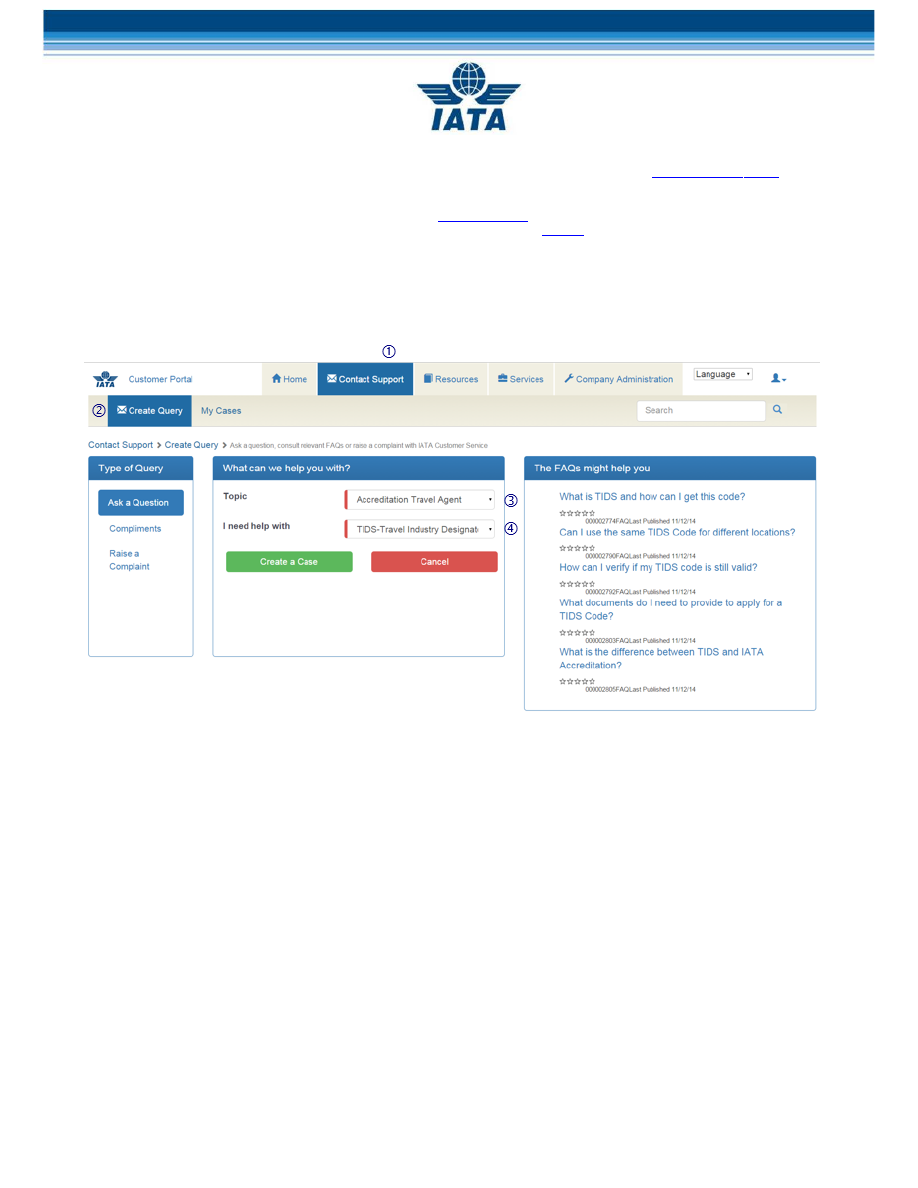 IATA
①
IATA Customer Portal
Home
Contact Support
Resources
Services
Company Administration
Language
②
Create Query
My Cases
Search
Contact Support > Create Query > Ask a question, consult relevant FAQs or raise a complaint with IATA Customer Service
Type of Query
Ask a Question
Compliments
Raise a
Complaint
What can we help you with?
Topic
Accreditation Travel Agent
③
I need help with
TIDS-Travel Industry Designat
④
Create a Case
Cancel
The FAQs might help you
What is TIDS and how can I get this code?
000002774FAQLast Published 11/12/14
Can I use the same TIDS Code for different locations?
000002790FAQLast Published 11/12/14
How can I verify if my TIDS code is still valid?
000002792FAQLast Published 11/12/14
What documents do I need to provide to apply for a
TIDS Code?
000002803FAQLast Published 11/12/14
What is the difference between TIDS and IATA
Accreditation?
000002805FAQLast Published 11/12/14